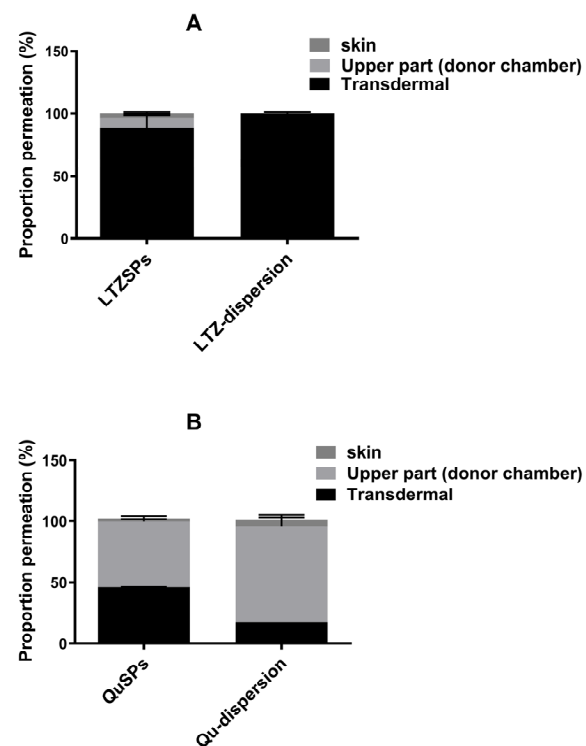 A
skin
Upper part (donor chamber)
Transdermal
Proportion permeation (%)
150
100
50
0
LTZSPs
LTZ-dispersion
B
skin
Upper part (donor chamber)
Transdermal
Proportion permeation (%)
150
100
50
0
QuSPs
Qu-dispersion